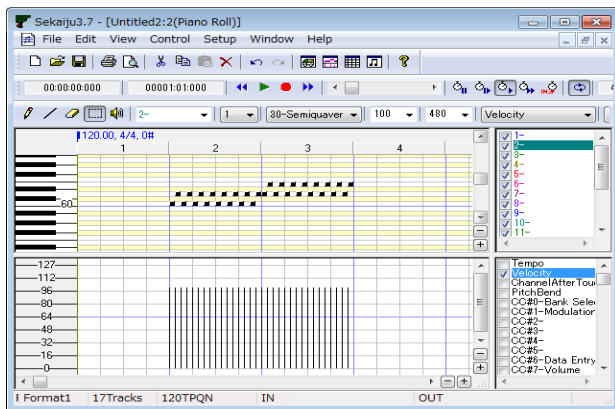 Sekaiju3.7 - [Untitled2:2(Piano Roll)]
File Edit View Control Setup Window Help
00:00:00:000 00001:01:000
2- 1 30-Semiquaver 100 480 Velocity
120.00, 4/4, 0#
1 2 3 4
60
1-
2-
3-
4-
5-
6-
7-
8-
9-
10-
11-
127
112
96
80
64
48
32
16
0
Tempo
Velocity
ChannelAfterTou
PitchBend
CC#0-Bank Sele
CC#1-Modulation
CC#2-
CC#3-
CC#4-
CC#5-
CC#6-Data Entry
CC#7-Volume
Format1 17Tracks 120TPQN IN OUT